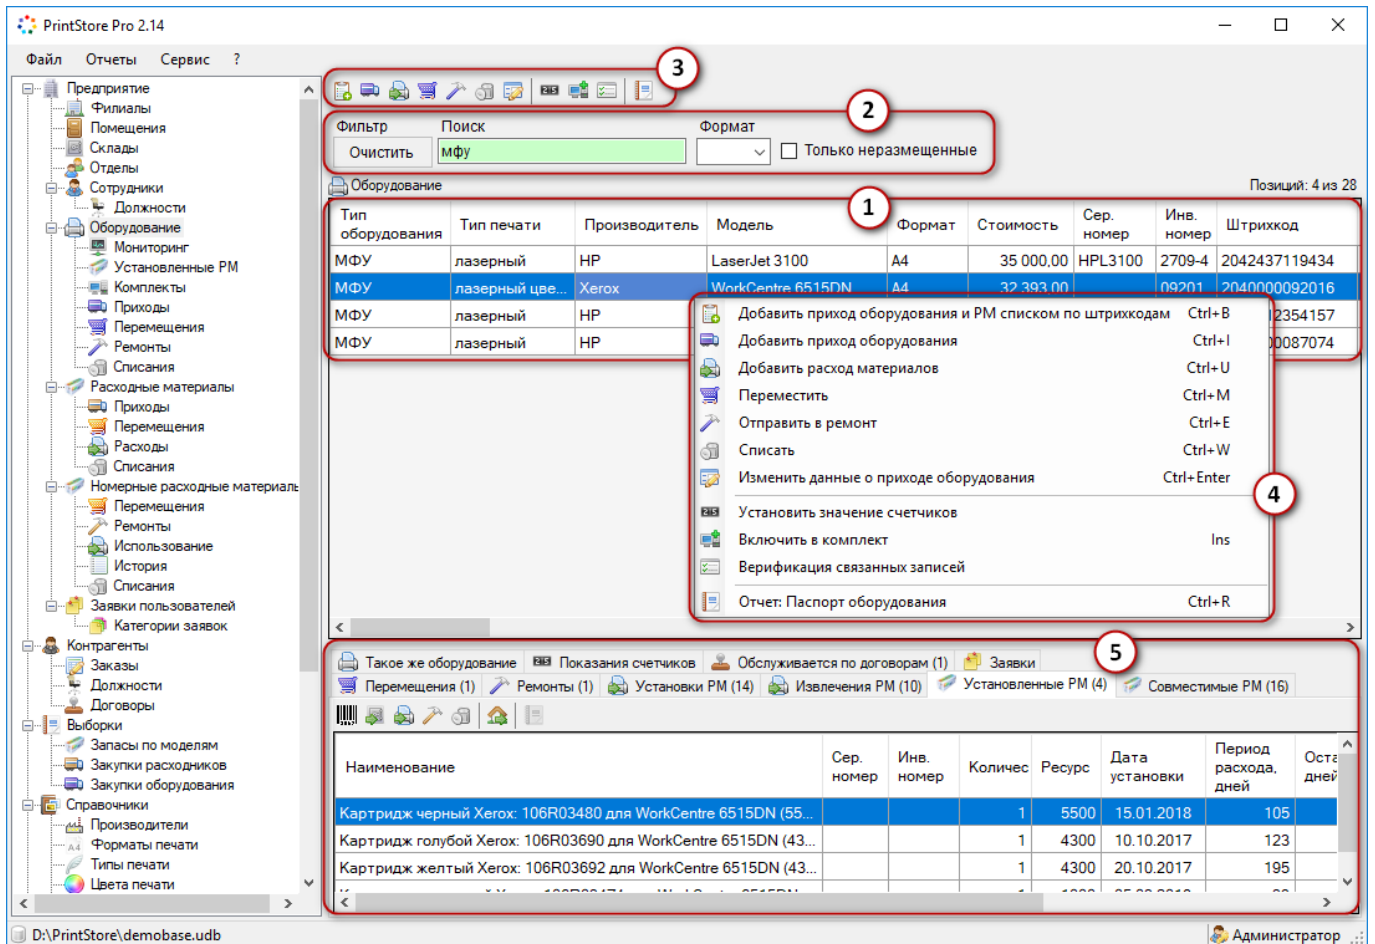 PrintStore Pro 2.14
Файл Отчеты Сервис ?
Предприятие
Филиалы
Помещения
Склады
Отделы
Сотрудники
Должности
Оборудование
Мониторинг
Установленные РМ
Комплекты
Приходы
Перемещения
Ремонты
Списания
Расходные материалы
Приходы
Перемещения
Расходы
Списания
Номерные расходные материаль
Перемещения
Ремонты
Использование
История
Списания
Заявки пользователей
Категории заявок
Контрагенты
Заказы
Должности
Договоры
Выборки
Запасы по моделям
Закупки расходников
Закупки оборудования
Справочники
Производители
Форматы печати
Типы печати
Цвета печати
3
2
Фильтр Поиск Формат
Очистить мфу Только неразмещенные
Оборудование Позиций: 4 из 28
1
Тип оборудования Тип печати Производитель Модель Формат Стоимость Сер. номер Инв. номер Штрихкод
МФУ лазерный HP LaserJet 3100 A4 35 000,00 HPL3100 2709-4 2042437119434
МФУ лазерный цве... Xerox WorkCentre 6515DN A4 32 393,00 09201 2040000092016
МФУ лазерный HP 2354157
МФУ лазерный HP 0087074
Добавить приход оборудования и РМ списком по штрихкодам Ctrl+B
Добавить приход оборудования Ctrl+I
Добавить расход материалов Ctrl+U
Переместить Ctrl+M
Отправить в ремонт Ctrl+E
Списать Ctrl+W
Изменить данные о приходе оборудования Ctrl+Enter
4
Установить значение счетчиков
Включить в комплект Ins
Верификация связанных записей
Отчет: Паспорт оборудования Ctrl+R
5
Такое же оборудование Показания счетчиков Обслуживается по договорам (1) Заявки
Перемещения (1) Ремонты (1) Установки РМ (14) Извлечения РМ (10) Установленные РМ (4) Совместимые РМ (16)
Наименование Сер. номер Инв. номер Количес Ресурс Дата установки Период расхода, дней Оста дней
Картридж черный Xerox: 106R03480 для WorkCentre 6515DN (55... 1 5500 15.01.2018 105
Картридж голубой Xerox: 106R03690 для WorkCentre 6515DN (43... 1 4300 10.10.2017 123
Картридж желтый Xerox: 106R03692 для WorkCentre 6515DN (43... 1 4300 20.10.2017 195
D:\PrintStore\demobase.udb Администратор